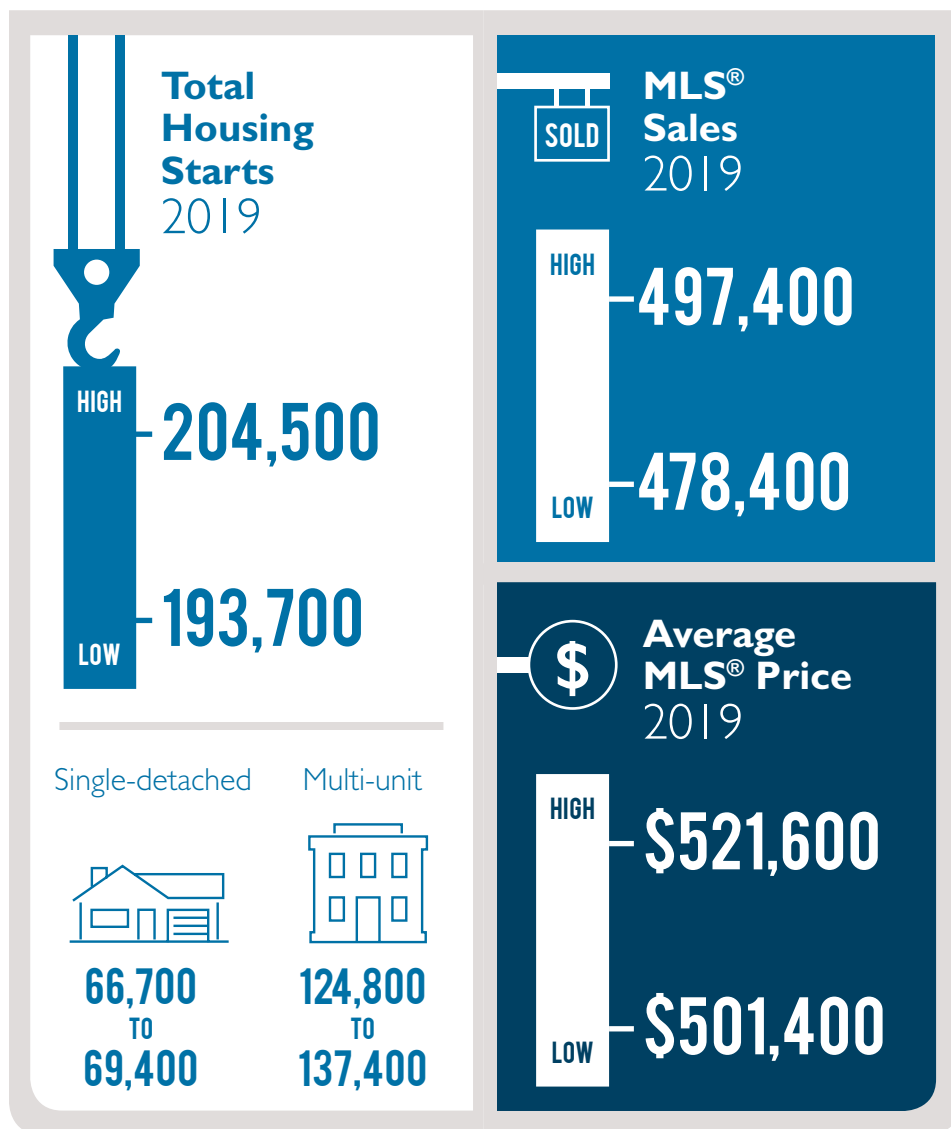 Total
Housing
Starts
2019
HIGH
204,500
193,700
LOW
Single-detached
66,700
TO
69,400
Multi-unit
124,800
TO
137,400
SOLD
MLS®
Sales
2019
HIGH
497,400
478,400
LOW
$
Average
MLS® Price
2019
HIGH
$521,600
$501,400
LOW